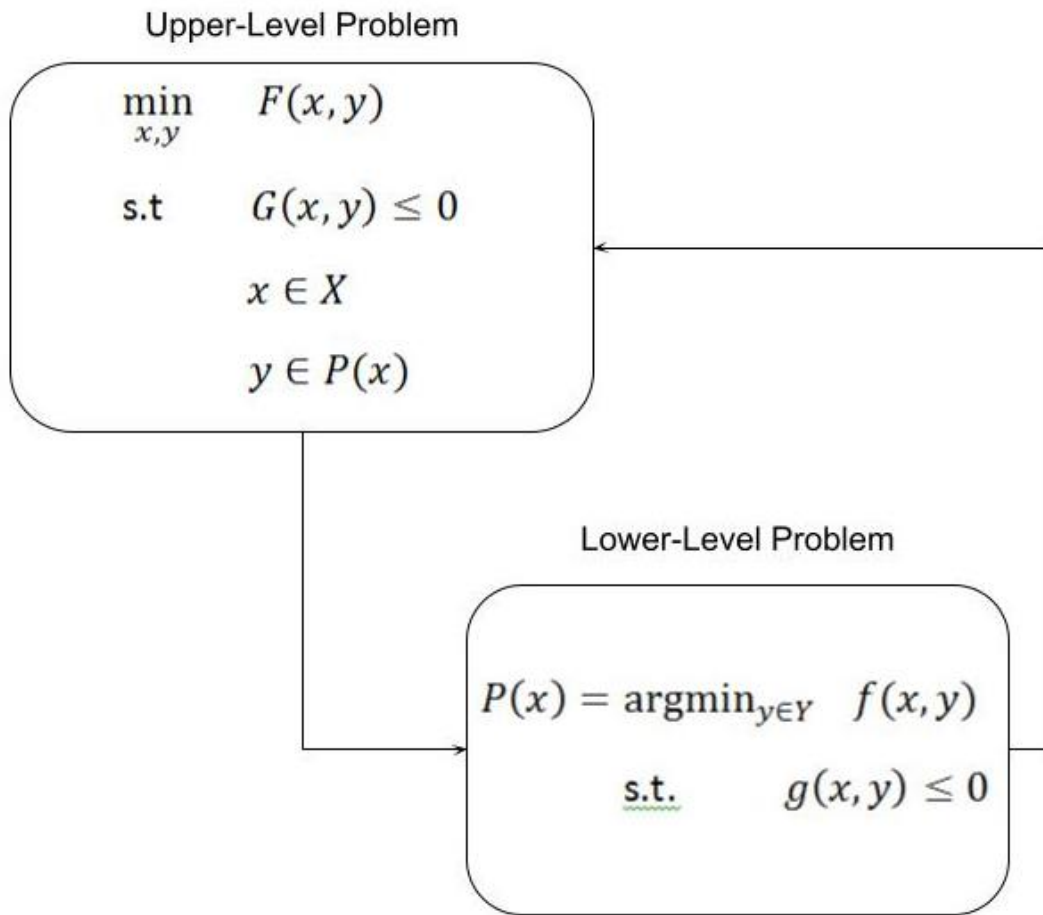 Upper-Level Problem
min F(x, y)
x,y
s.t G(x, y) ≤ 0
x ∈ X
y ∈ P(x)
Lower-Level Problem
P(x) = argmin_{y∈Y} f(x, y)
s.t. g(x, y) ≤ 0